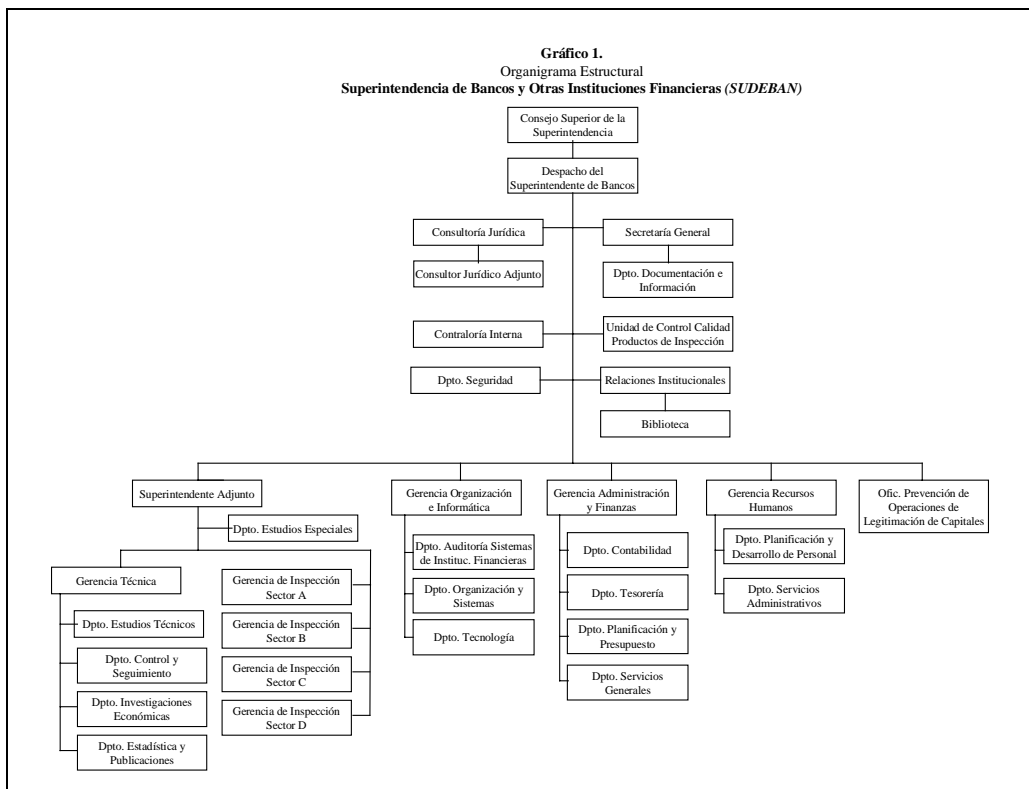 Gráfico 1.
Organigrama Estructural
Superintendencia de Bancos y Otras Instituciones Financieras (SUDEBAN)
Consejo Superior de la
Superintendencia
Despacho del
Superintendente de Bancos
Consultoría Jurídica
Secretaría General
Consultor Jurídico Adjunto
Dpto. Documentación e
Información
Contraloría Interna
Unidad de Control Calidad
Productos de Inspección
Dpto. Seguridad
Relaciones Institucionales
Biblioteca
Superintendente Adjunto
Gerencia Organización
e Informática
Gerencia Administración
y Finanzas
Gerencia Recursos
Humanos
Ofic. Prevención de
Operaciones de
Legitimación de Capitales
Dpto. Estudios Especiales
Gerencia Técnica
Dpto. Estudios Técnicos
Dpto. Control y
Seguimiento
Dpto. Investigaciones
Económicas
Dpto. Estadística y
Publicaciones
Gerencia de Inspección
Sector A
Gerencia de Inspección
Sector B
Gerencia de Inspección
Sector C
Gerencia de Inspección
Sector D
Dpto. Auditoría Sistemas
de Instituc. Financieras
Dpto. Organización y
Sistemas
Dpto. Tecnología
Dpto. Contabilidad
Dpto. Tesorería
Dpto. Planificación y
Presupuesto
Dpto. Servicios
Generales
Dpto. Planificación y
Desarrollo de Personal
Dpto. Servicios
Administrativos